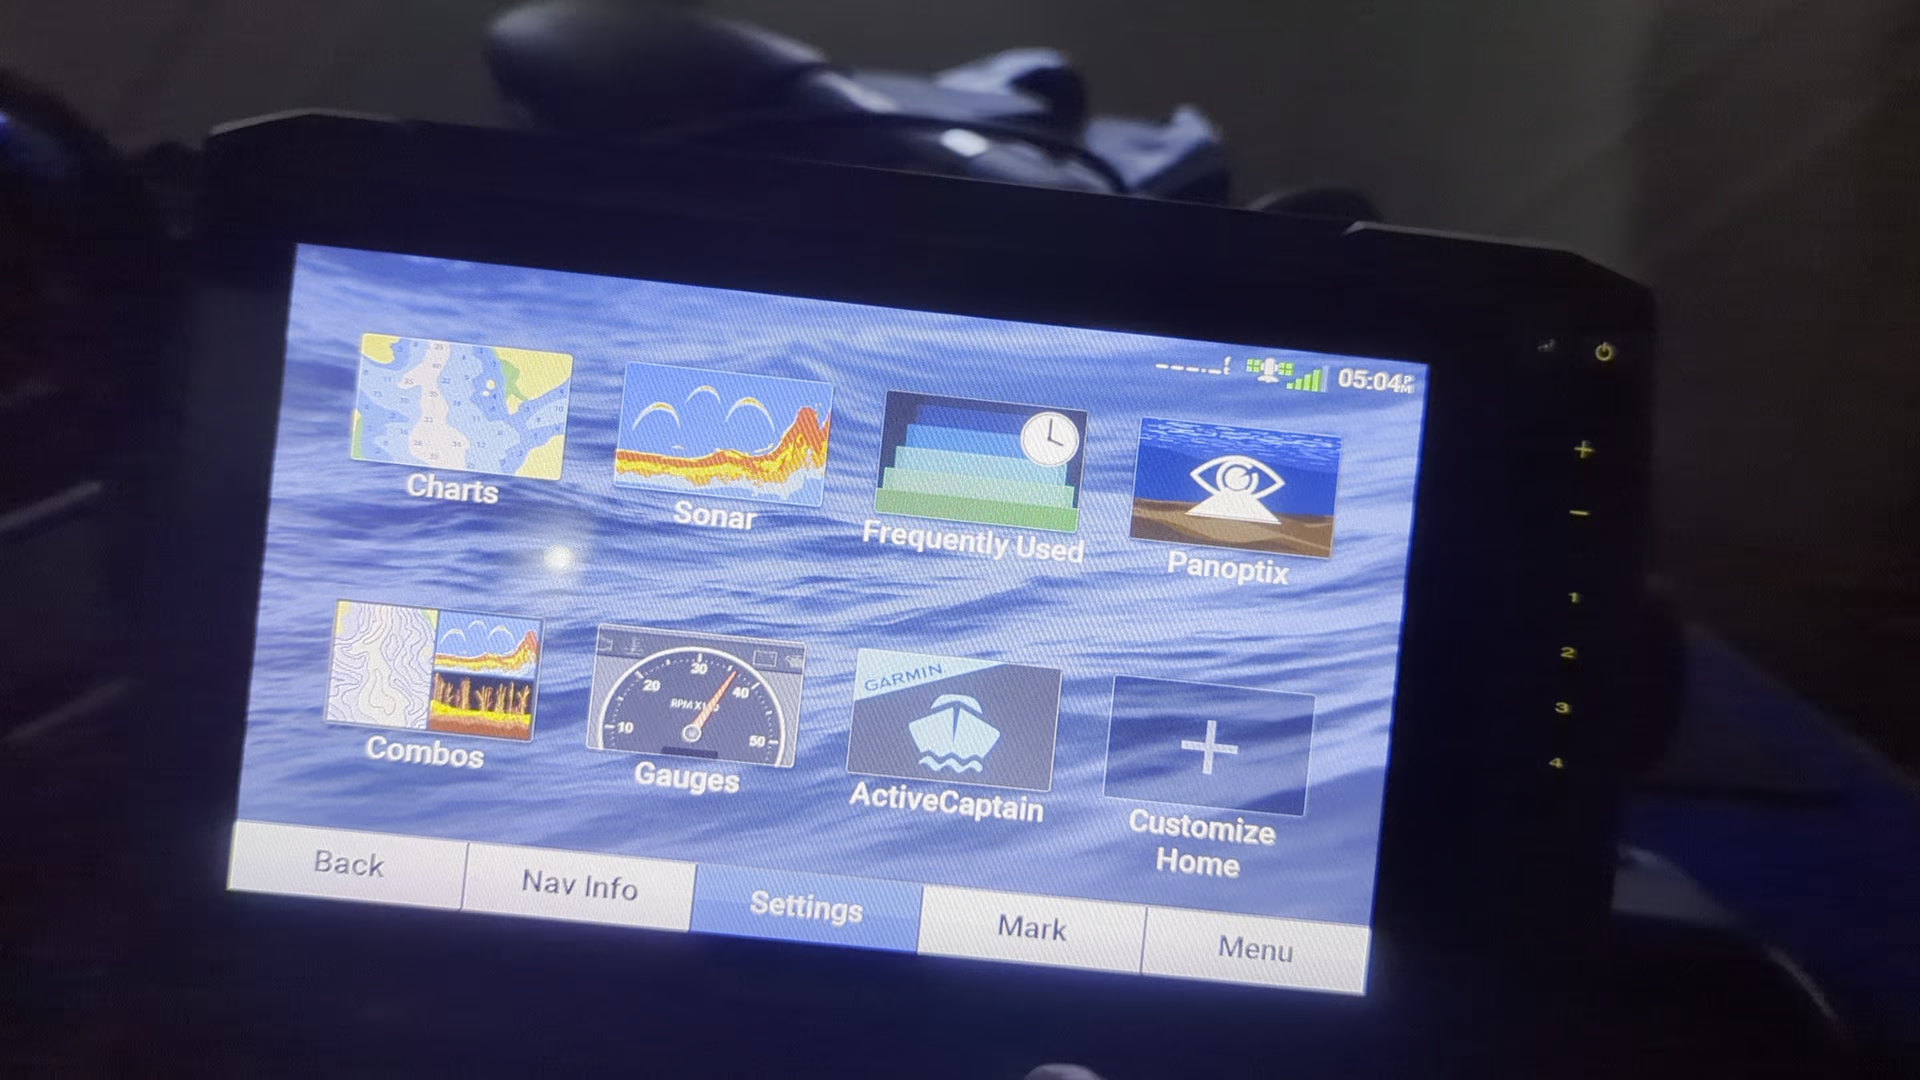 ---.-f
05:04PM
Charts
Sonar
Frequently Used
Panoptix
10
20
30
40
50
GARMIN
Combos
Gauges
ActiveCaptain
Customize
Home
Back
Nav Info
Settings
Mark
Menu
+
−
1
2
3
4